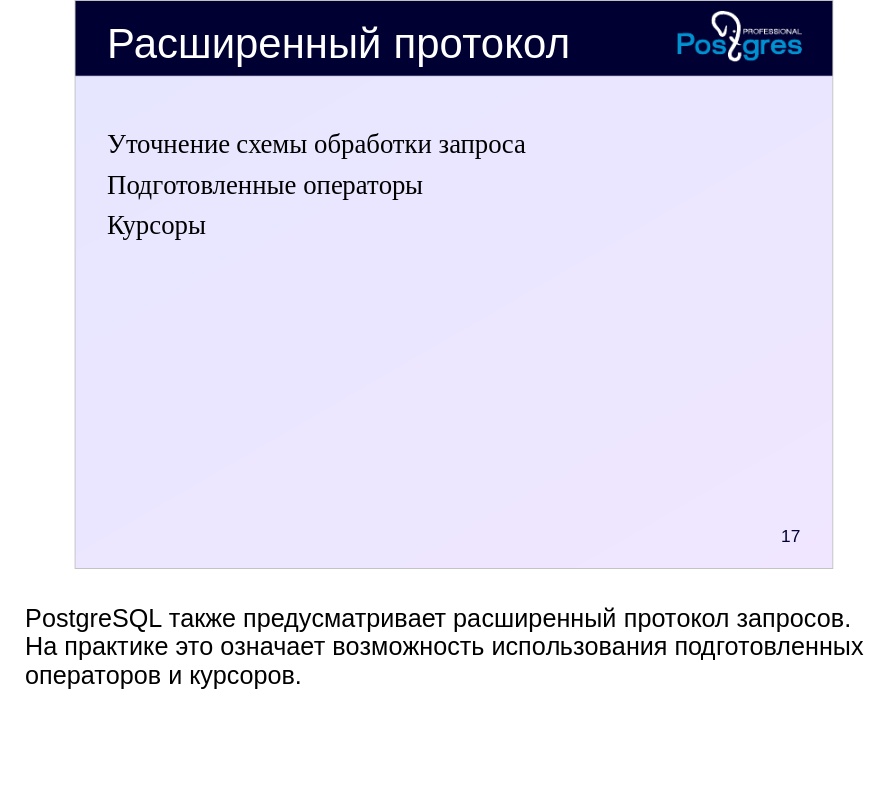 Расширенный протокол
PROFESSIONAL
Postgres
Уточнение схемы обработки запроса
Подготовленные операторы
Курсоры
17
PostgreSQL также предусматривает расширенный протокол запросов.
На практике это означает возможность использования подготовленных
операторов и курсоров.